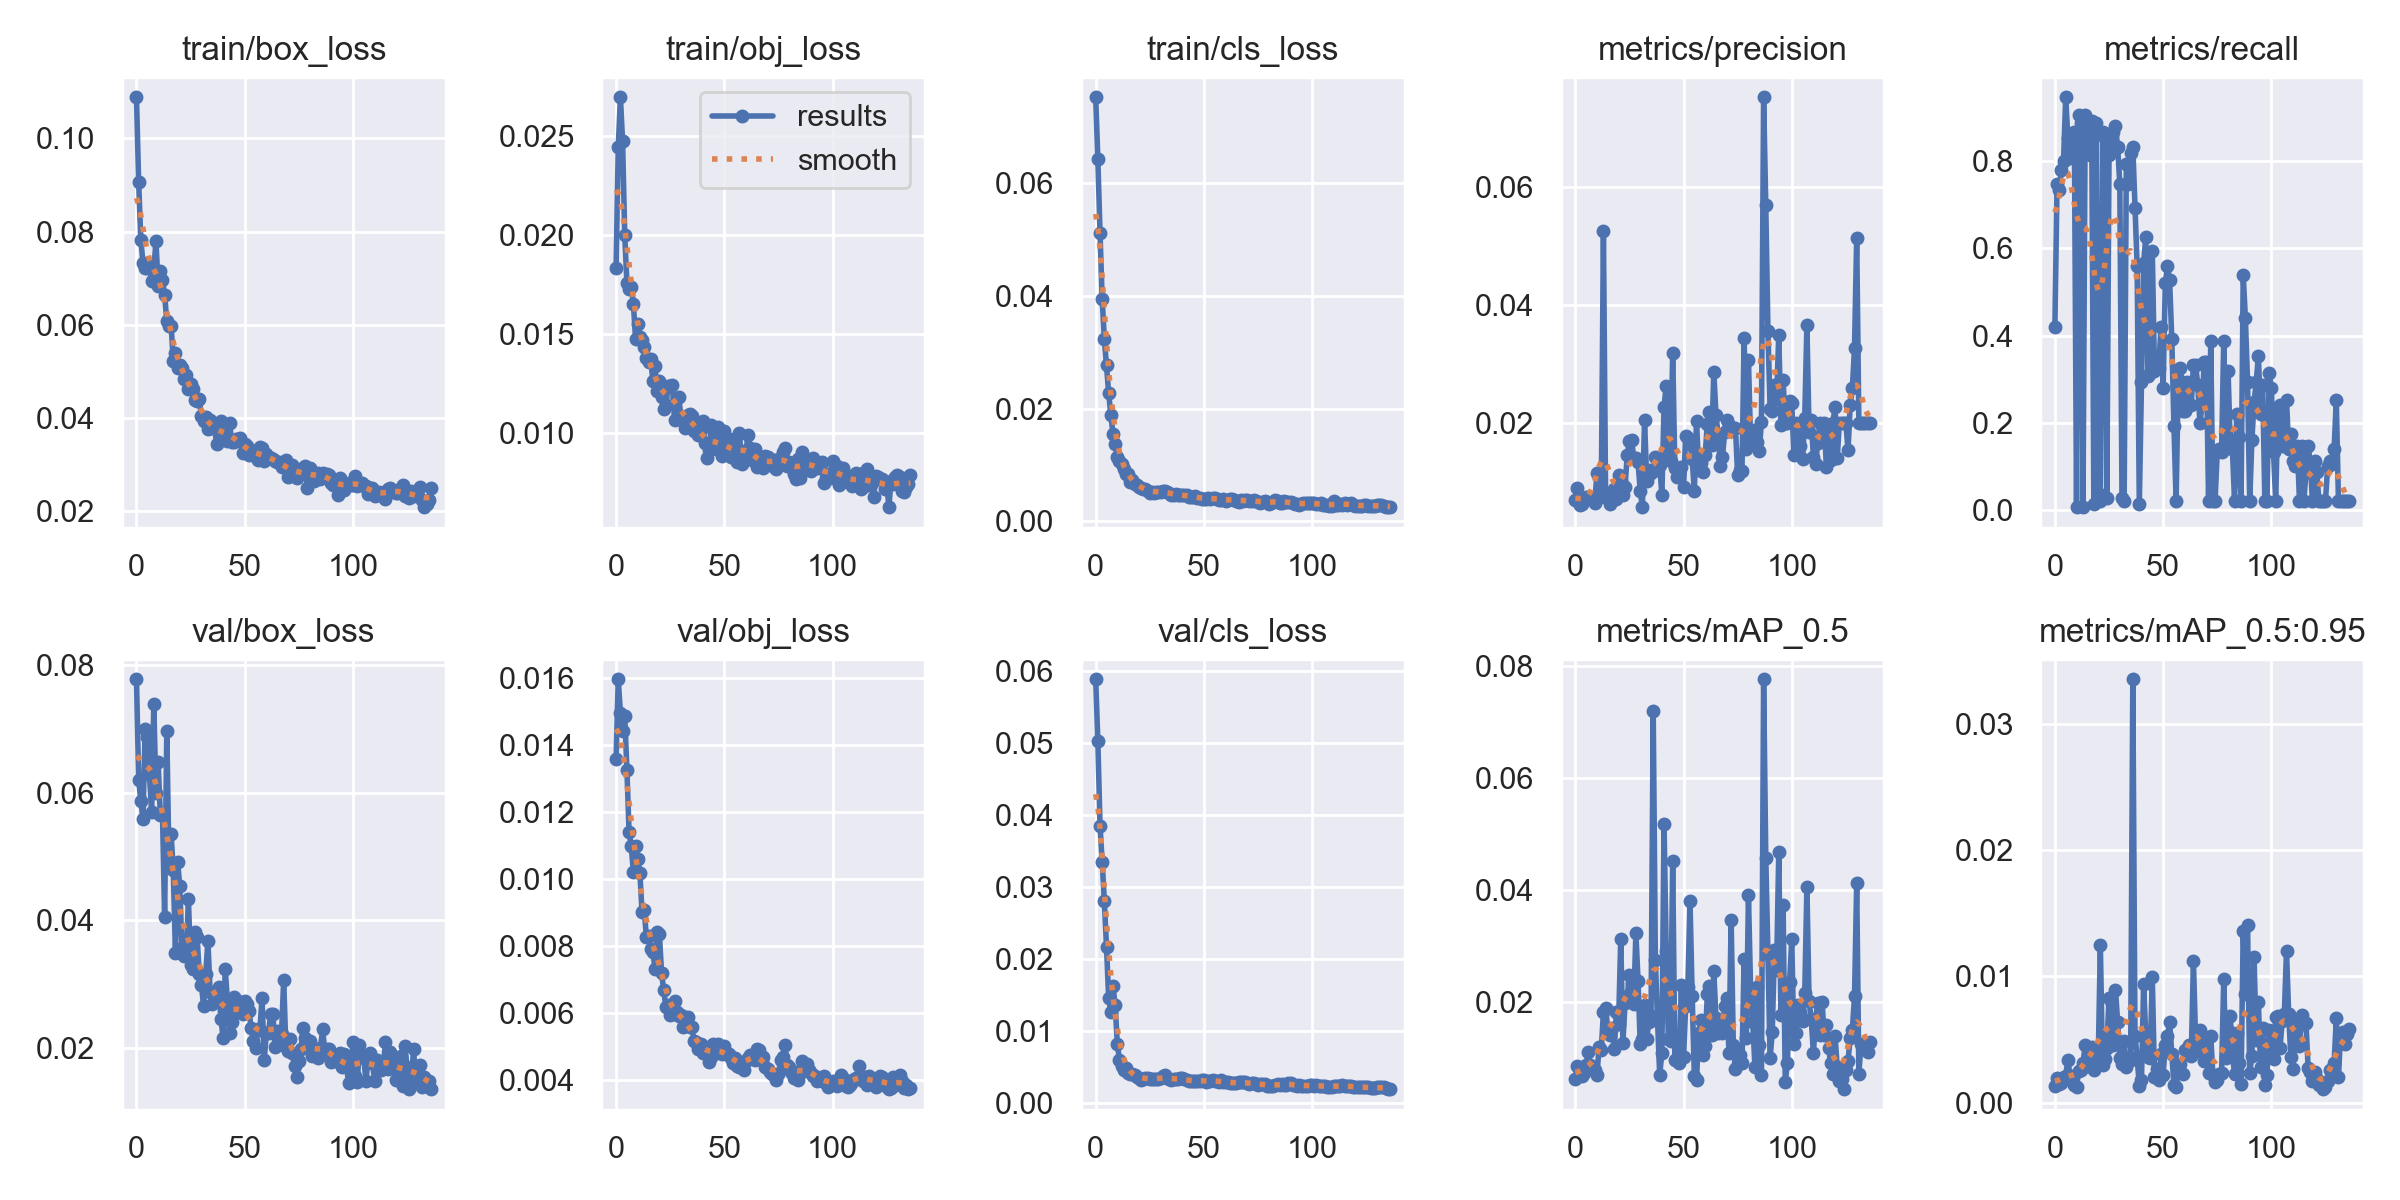 train/box_loss
0.10
0.08
0.06
0.04
0.02
0 50 100
train/obj_loss
results
smooth
0.025
0.020
0.015
0.010
0 50 100
train/cls_loss
0.06
0.04
0.02
0.00
0 50 100
metrics/precision
0.06
0.04
0.02
0 50 100
metrics/recall
0.8
0.6
0.4
0.2
0.0
0 50 100
val/box_loss
0.08
0.06
0.04
0.02
0 50 100
val/obj_loss
0.016
0.014
0.012
0.010
0.008
0.006
0.004
0 50 100
val/cls_loss
0.06
0.05
0.04
0.03
0.02
0.01
0.00
0 50 100
metrics/mAP_0.5
0.08
0.06
0.04
0.02
0 50 100
metrics/mAP_0.5:0.95
0.03
0.02
0.01
0.00
0 50 100